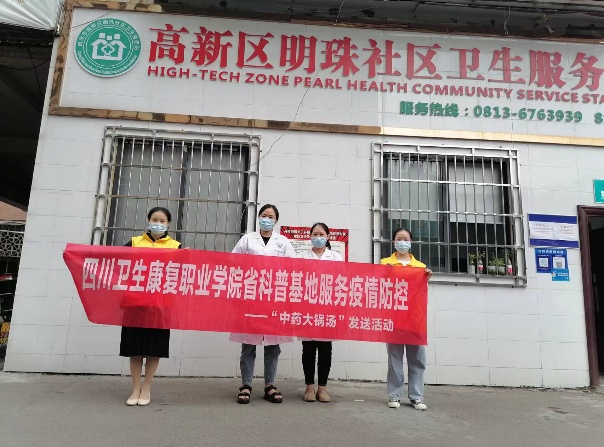 高新区明珠社区卫生服务
HIGH-TECH ZONE PEARL HEALTH COMMUNITY SERVICE STA
服务热线：0813-6763939 8
四川卫生康复职业学院省科普基地服务疫情防控
——“中药大锅汤”发送活动